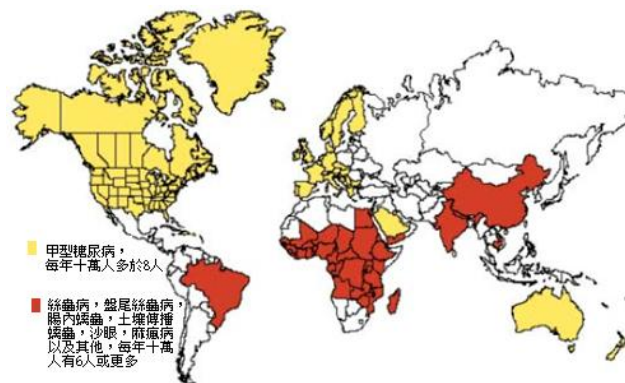 甲型糖尿病，
每年十萬人多於8人
絲蟲病，盤尾絲蟲病，
腸內蠕蟲，土壤傳播
蠕蟲，沙眼，麻瘋病
以及其他，每年十萬
人有6人或更多